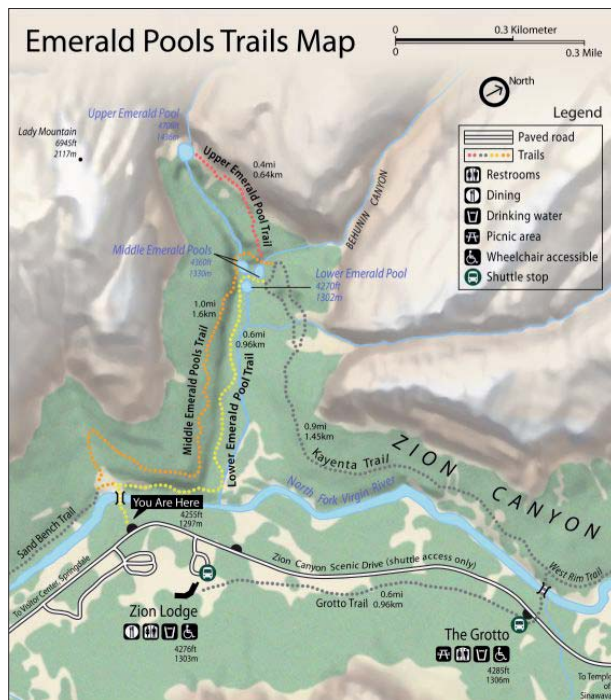 Emerald Pools Trails Map
0 0.3 Kilometer
0 0.3 Mile
North
Legend
Paved road
Trails
Restrooms
Dining
Drinking water
Picnic area
Wheelchair accessible
Shuttle stop
Upper Emerald Pool
Lady Mountain
6945ft
2117m
Upper Emerald Pool Trail
0.4mi
0.64km
BEHUNIN CANYON
Middle Emerald Pools
4360ft
1330m
Lower Emerald Pool
4270ft
1302m
1.0mi
1.6km
Middle Emerald Pools Trail
0.6mi
0.96km
Lower Emerald Pool Trail
0.9mi
1.45km
Kayenta Trail
ZION
CANYON
North Fork Virgin River
You Are Here
4255ft
1297m
Sand Bench Trail
West Rim Trail
To Visitor Center, Springdale
Zion Canyon Scenic Drive (shuttle access only)
Grotto Trail
0.6mi
0.96km
Zion Lodge
4276ft
1303m
The Grotto
4285ft
1306m
To Temple
of
Sinawava